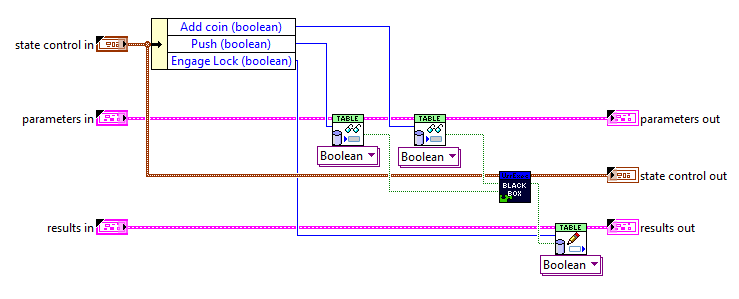 Add coin (boolean)
state control in
Push (boolean)
Engage Lock (boolean)
parameters in
TABLE
TABLE
parameters out
Boolean
Boolean
state control out
BLACK
BOX
results in
TABLE
results out
Boolean